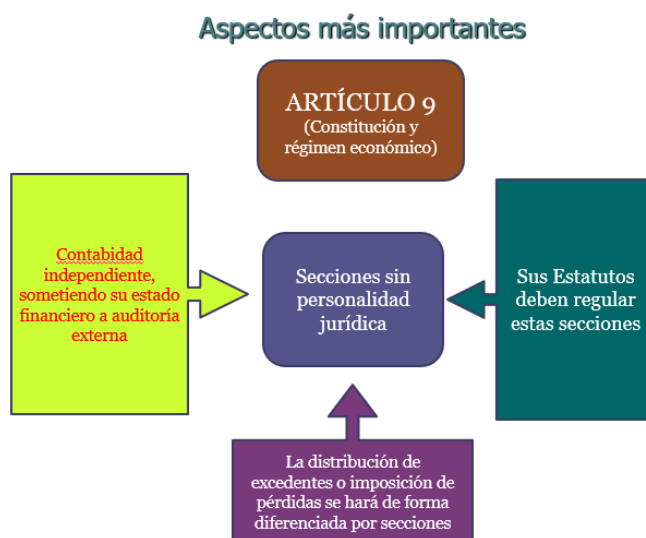 Aspectos más importantes
ARTÍCULO 9
(Constitución y
régimen económico)
Contabidad
independiente,
sometiendo su estado
financiero a auditoría
externa
Secciones sin
personalidad
jurídica
Sus Estatutos
deben regular
estas secciones
La distribución de
excedentes o imposición de
pérdidas se hará de forma
diferenciada por secciones